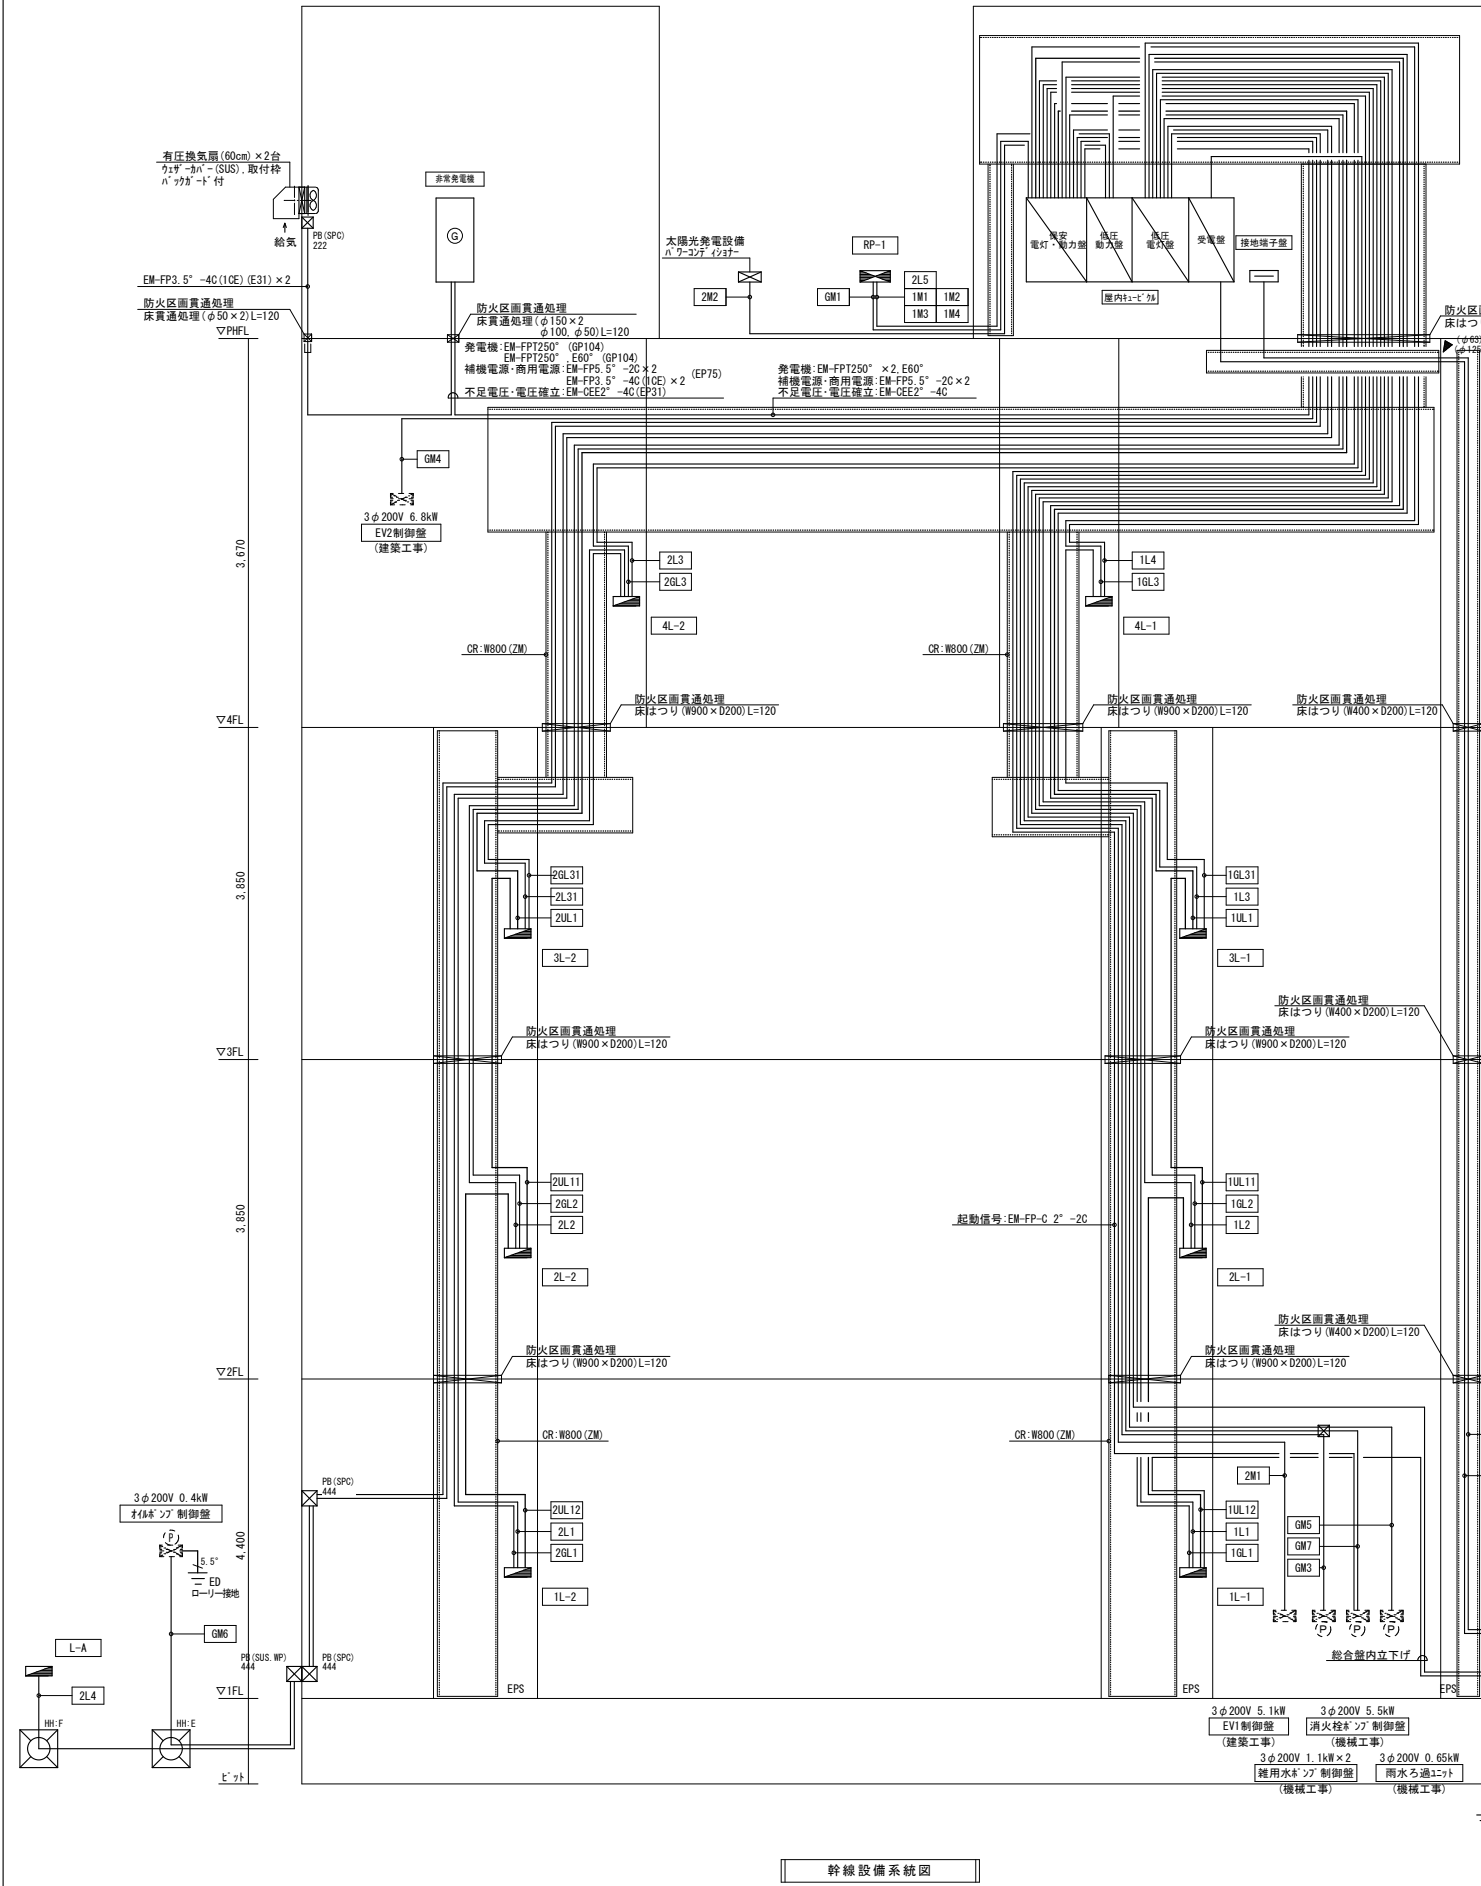 有圧換気扇(60cm)×2台
ウェザーカバー(SUS).取付枠
バックガード付
給気
PB(SPC)
222
EM-FP3.5°-4C(1CE)(E31)×2
防火区画貫通処理
床貫通処理(φ50×2)L=120
▽PHFL
非常発電機
G
防火区画貫通処理
床貫通処理(φ150×2
φ100.φ50)L=120
発電機:EM-FPT250° (GP104)
EM-FPT250°.E60°(GP104)
補機電源・商用電源:EM-FP5.5°-2C×2
EM-FP3.5°-4C(1CE)×2
(EP75)
不足電圧・電圧確立:EM-CEE2°-4C(EP31)
太陽光発電設備
パワーコンディショナー
2M2
RP-1
GM1
2L5
1M1
1M2
1M3
1M4
発電機:EM-FPT250°×2.E60°
補機電源・商用電源:EM-FP5.5°-2C×2
不足電圧・電圧確立:EM-CEE2°-4C
保安
電灯・動力盤
低圧
動力盤
低圧
電灯盤
受電盤
接地端子盤
屋内キュービクル
防火区
床はつ
(φ63)
GM4
3φ200V 6.8kW
EV2制御盤
(建築工事)
3,670
2L3
2GL3
4L-2
1L4
1GL3
4L-1
CR:W800(ZM)
CR:W800(ZM)
防火区画貫通処理
床はつり(W900×D200)L=120
防火区画貫通処理
床はつり(W900×D200)L=120
防火区画貫通処理
床はつり(W400×D200)L=120
▽4FL
3,850
2GL31
2L31
2UL1
3L-2
1GL31
1L3
1UL1
3L-1
防火区画貫通処理
床はつり(W400×D200)L=120
防火区画貫通処理
床はつり(W900×D200)L=120
防火区画貫通処理
床はつり(W900×D200)L=120
▽3FL
3,850
2UL11
2GL2
2L2
2L-2
起動信号:EM-FP-C 2°-2C
1UL11
1GL2
1L2
2L-1
防火区画貫通処理
床はつり(W400×D200)L=120
防火区画貫通処理
床はつり(W900×D200)L=120
防火区画貫通処理
床はつり(W900×D200)L=120
▽2FL
CR:W800(ZM)
CR:W800(ZM)
4,400
PB(SPC)
444
3φ200V 0.4kW
オイルポンプ制御盤
P
5.5°
ED
ローリー接地
2UL12
2L1
2GL1
1L-2
2M1
1UL12
1L1
1GL1
1L-1
GM5
GM7
GM3
P
P
P
総合盤内立下げ
L-A
2L4
GM6
PB(SUS.WP)
444
PB(SPC)
444
▽1FL
EPS
EPS
EPS
HH:F
HH:E
ピット
3φ200V 5.1kW
EV1制御盤
(建築工事)
3φ200V 5.5kW
消火栓ポンプ制御盤
(機械工事)
3φ200V 1.1kW×2
雑用水ポンプ制御盤
(機械工事)
3φ200V 0.65kW
雨水ろ過ユニット
(機械工事)
幹線設備系統図